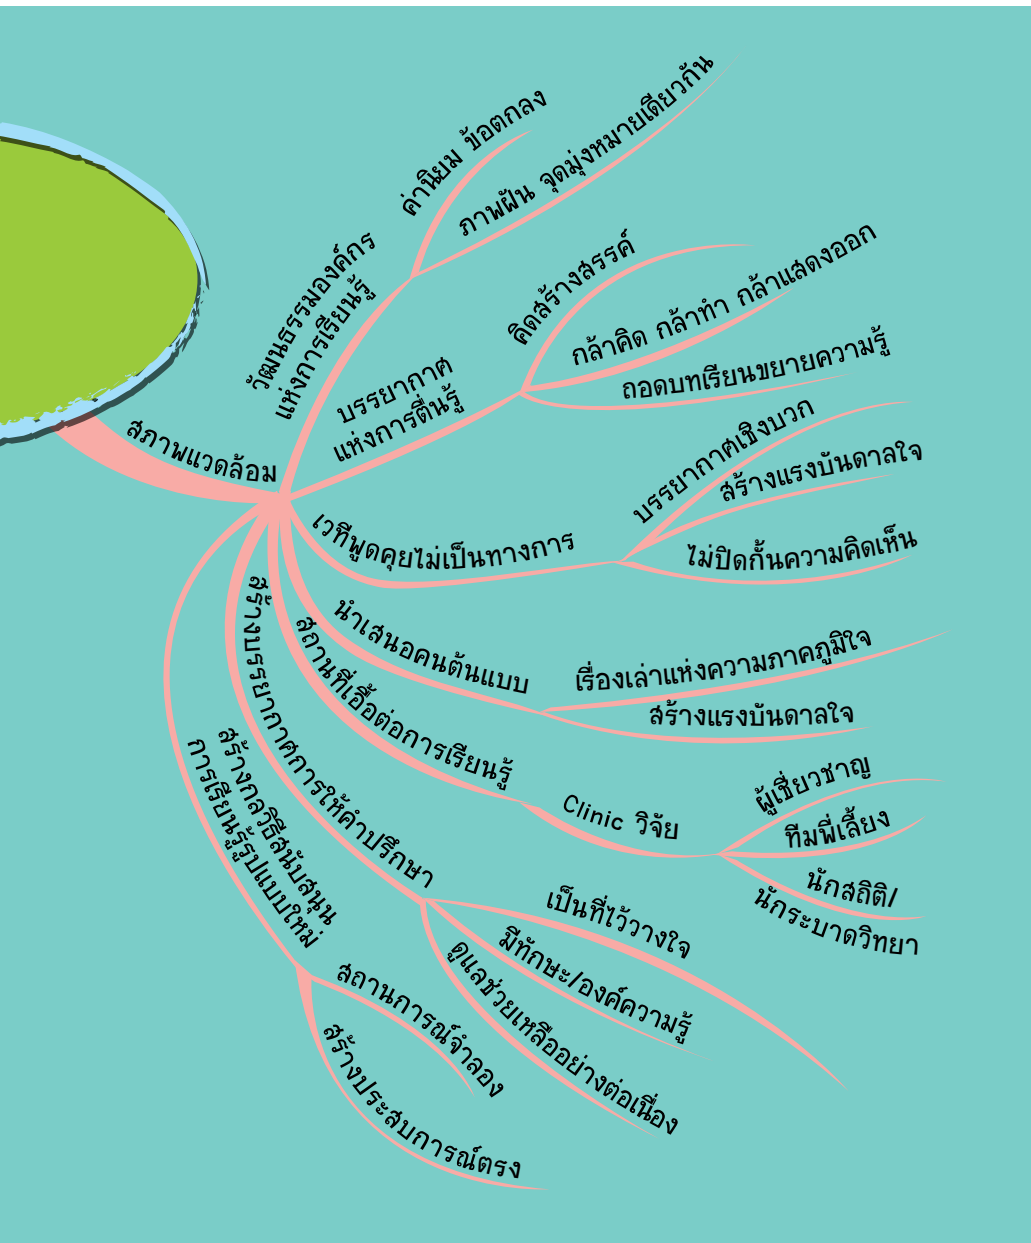 สภาพแวดล้อม
วัฒนธรรมองค์กร
แห่งการเรียนรู้
ค่านิยม ข้อตกลง
ภาพฝัน จุดมุ่งหมายเดียวกัน
บรรยากาศ
แห่งการตื่นรู้
คิดสร้างสรรค์
กล้าคิด กล้าทำ กล้าแสดงออก
ถอดบทเรียนขยายความรู้
เวทีพูดคุยไม่เป็นทางการ
บรรยากาศเชิงบวก
สร้างแรงบันดาลใจ
ไม่ปิดกั้นความคิดเห็น
นำเสนอคนต้นแบบ
เรื่องเล่าแห่งความภาคภูมิใจ
สร้างแรงบันดาลใจ
สถานที่เอื้อต่อการเรียนรู้
Clinic วิจัย
ผู้เชี่ยวชาญ
ทีมพี่เลี้ยง
นักสถิติ/
นักระบาดวิทยา
สร้างบรรยากาศการให้คำปรึกษา
เป็นที่ไว้วางใจ
มีทักษะ/องค์ความรู้
ดูแลช่วยเหลืออย่างต่อเนื่อง
สร้างกลวิธีสนับสนุน
การเรียนรู้รูปแบบใหม่
สถานการณ์จำลอง
สร้างประสบการณ์ตรง